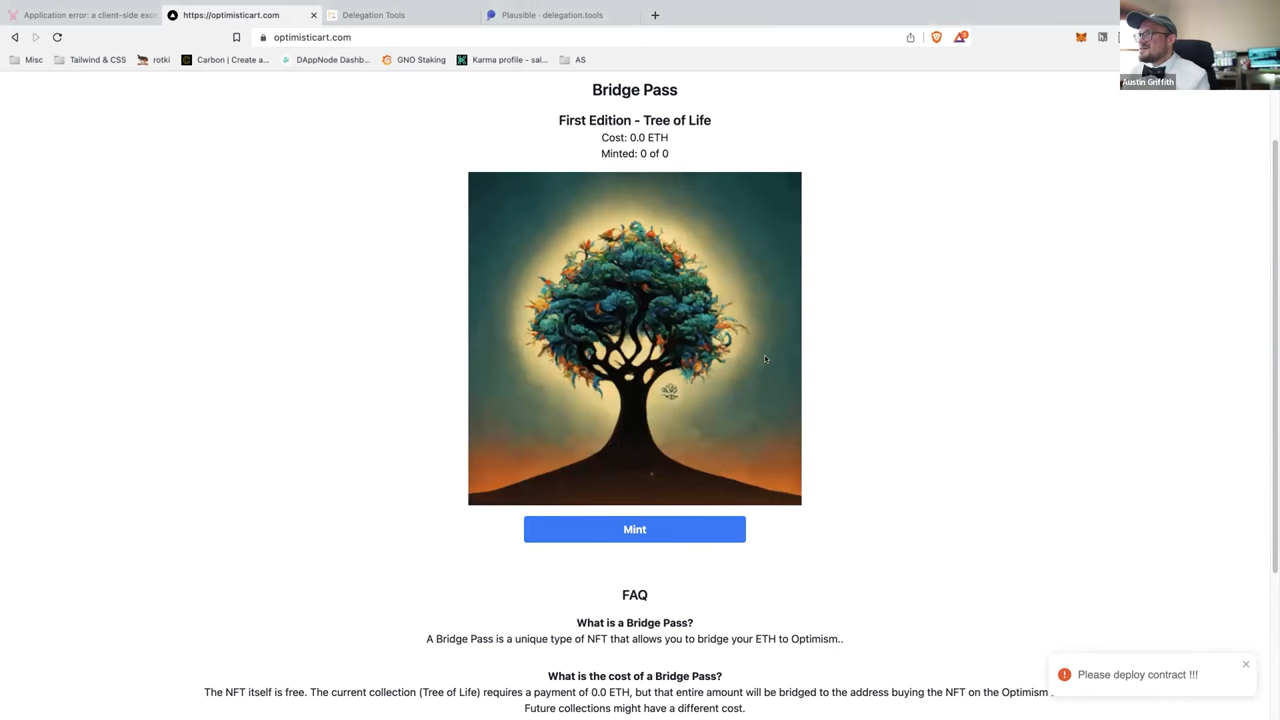 Application error: a client-side exce
https://optimisticart.com
Delegation Tools
Plausible · delegation.tools
optimisticart.com
Misc
Tailwind & CSS
rotki
Carbon | Create a...
DAppNode Dashb...
GNO Staking
Karma profile - sal...
AS
Austin Griffith
Bridge Pass
First Edition - Tree of Life
Cost: 0.0 ETH
Minted: 0 of 0
Mint
FAQ
What is a Bridge Pass?
A Bridge Pass is a unique type of NFT that allows you to bridge your ETH to Optimism..
What is the cost of a Bridge Pass?
The NFT itself is free. The current collection (Tree of Life) requires a payment of 0.0 ETH, but that entire amount will be bridged to the address buying the NFT on the Optimism
Future collections might have a different cost.
Please deploy contract !!!